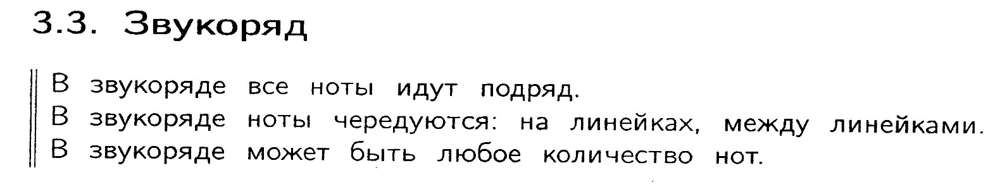 3.3. Звукоряд
В звукоряде все ноты идут подряд.
В звукоряде ноты чередуются: на линейках, между линейками.
В звукоряде может быть любое количество нот.